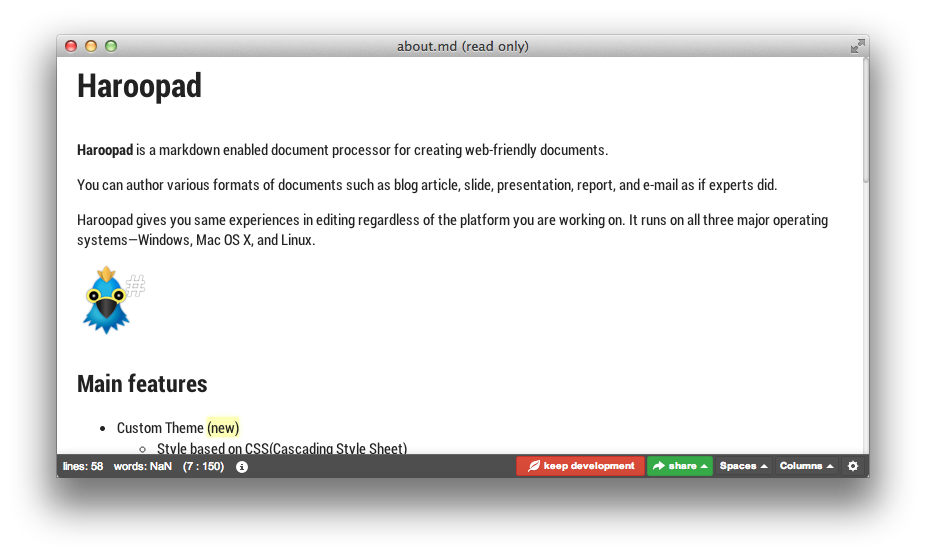 about.md (read only)
Haroopad
Haroopad is a markdown enabled document processor for creating web-friendly documents.
You can author various formats of documents such as blog article, slide, presentation, report, and e-mail as if experts did.
Haroopad gives you same experiences in editing regardless of the platform you are working on. It runs on all three major operating
systems—Windows, Mac OS X, and Linux.
#
Main features
• Custom Theme (new)
◦ Style based on CSS(Cascading Style Sheet)
lines: 58 words: NaN (7 : 150) keep development share Spaces Columns